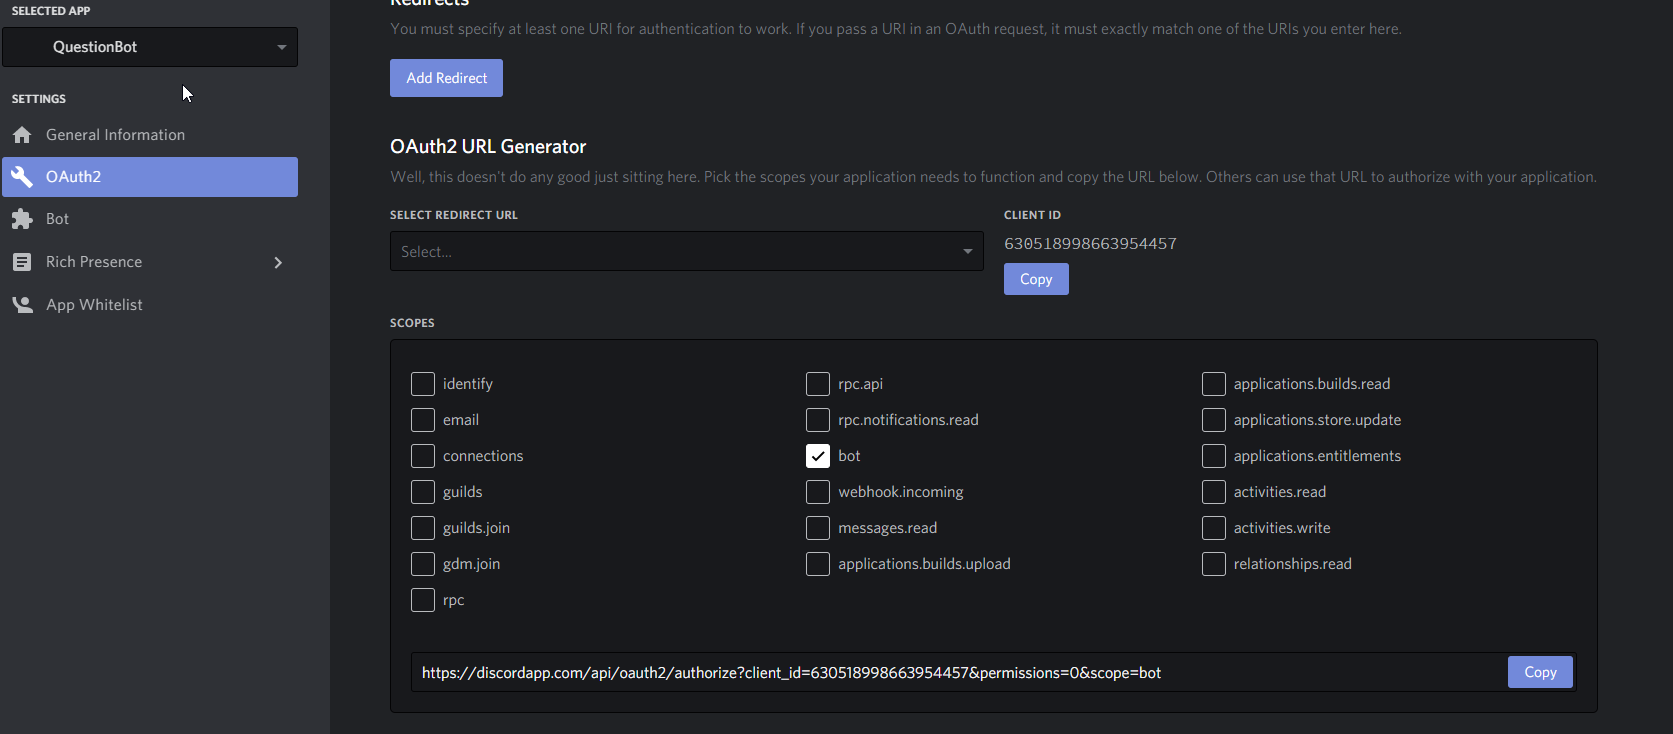 SELECTED APP
QuestionBot
SETTINGS
General Information
OAuth2
Bot
Rich Presence
App Whitelist
Redirects
You must specify at least one URI for authentication to work. If you pass a URI in an OAuth request, it must exactly match one of the URIs you enter here.
Add Redirect
OAuth2 URL Generator
Well, this doesn't do any good just sitting here. Pick the scopes your application needs to function and copy the URL below. Others can use that URL to authorize with your application.
SELECT REDIRECT URL
Select...
CLIENT ID
630518998663954457
Copy
SCOPES
identify
email
connections
guilds
guilds.join
gdm.join
rpc
rpc.api
rpc.notifications.read
bot
webhook.incoming
messages.read
applications.builds.upload
applications.builds.read
applications.store.update
applications.entitlements
activities.read
activities.write
relationships.read
https://discordapp.com/api/oauth2/authorize?client_id=630518998663954457&permissions=0&scope=bot
Copy